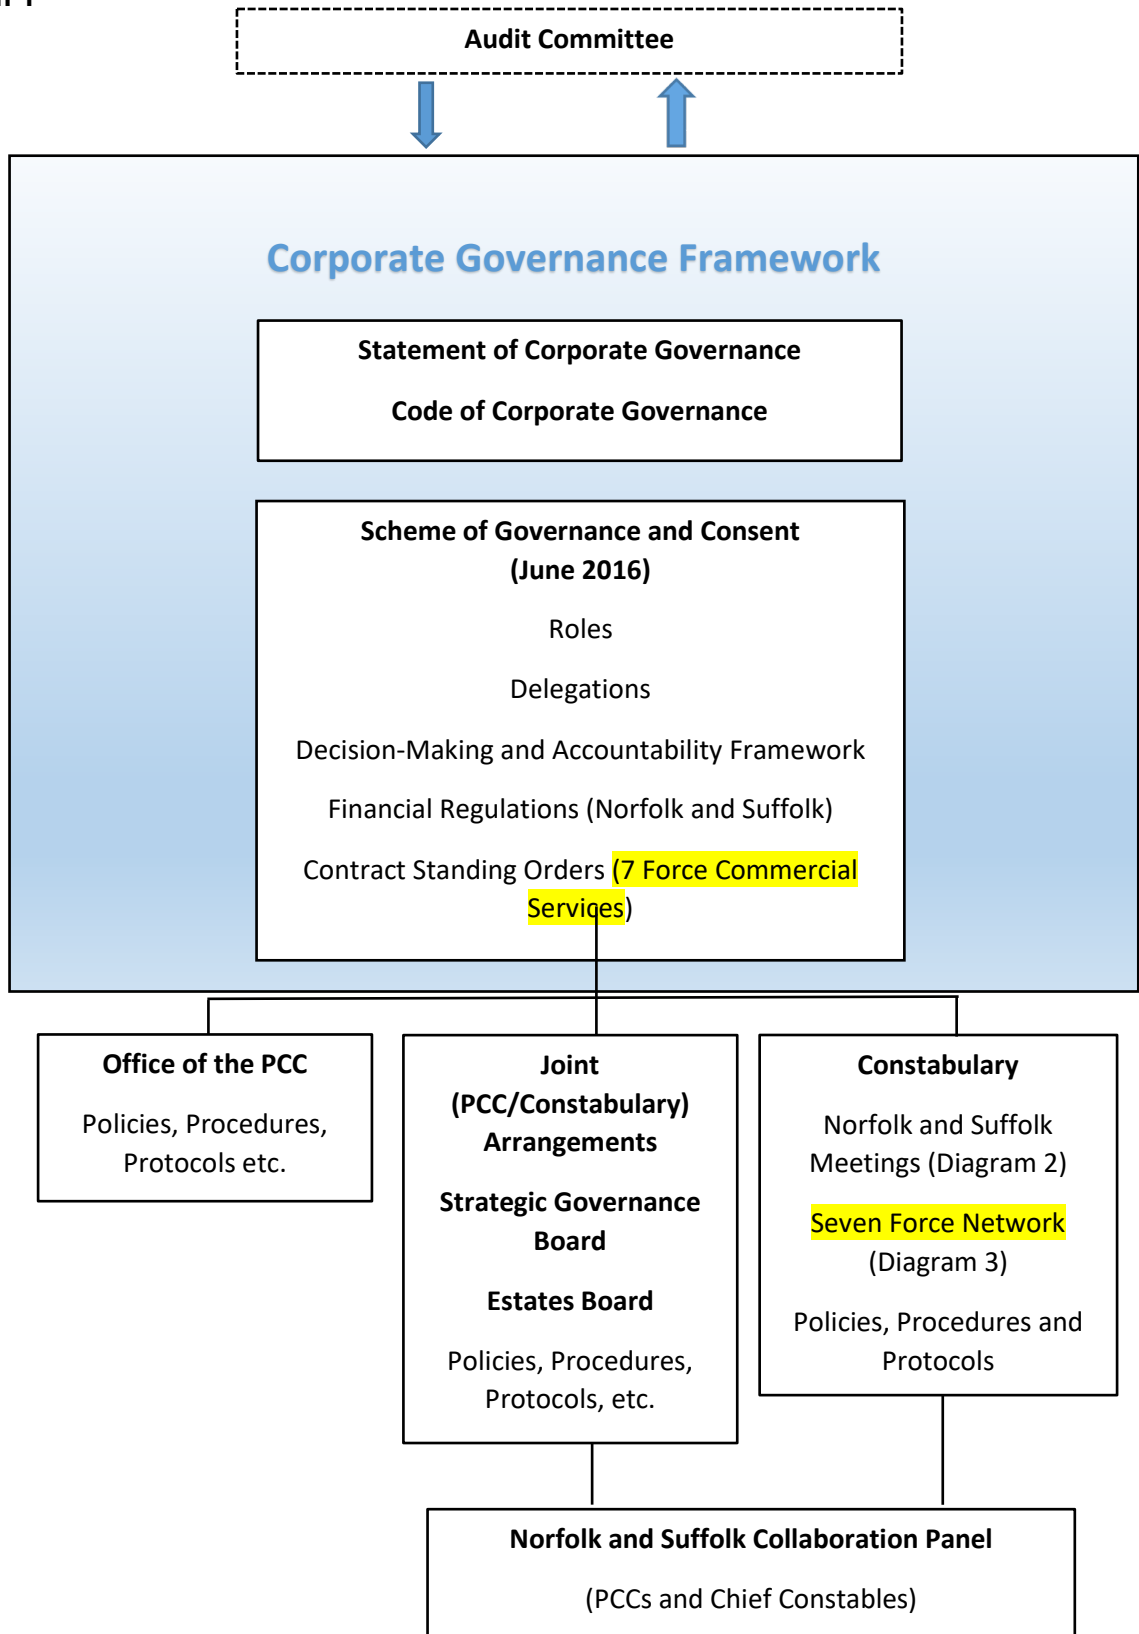 Audit Committee
Corporate Governance Framework
Statement of Corporate Governance
Code of Corporate Governance
Scheme of Governance and Consent
(June 2016)
Roles
Delegations
Decision-Making and Accountability Framework
Financial Regulations (Norfolk and Suffolk)
Contract Standing Orders (7 Force Commercial
Services)
Office of the PCC
Policies, Procedures,
Protocols etc.
Joint
(PCC/Constabulary)
Arrangements
Strategic Governance
Board
Estates Board
Policies, Procedures,
Protocols, etc.
Constabulary
Norfolk and Suffolk
Meetings (Diagram 2)
Seven Force Network
(Diagram 3)
Policies, Procedures and
Protocols
Norfolk and Suffolk Collaboration Panel
(PCCs and Chief Constables)